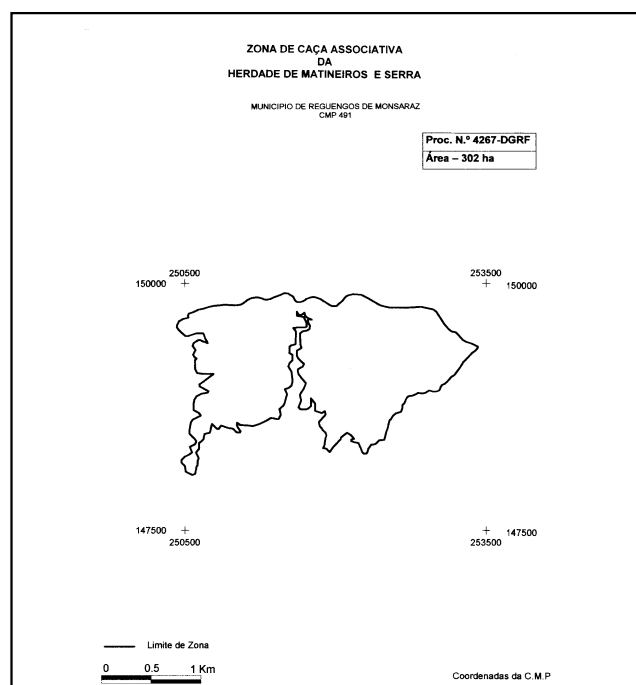 ZONA DE CAÇA ASSOCIATIVA
DA
HERDADE DE MATINEIROS E SERRA
MUNICIPIO DE REGUENGOS DE MONSARAZ
CMP 491
Proc. N.º 4267-DGRF
Área – 302 ha
250500
253500
150000
150000
147500
147500
250500
253500
Limite de Zona
0 0.5 1 Km
Coordenadas da C.M.P